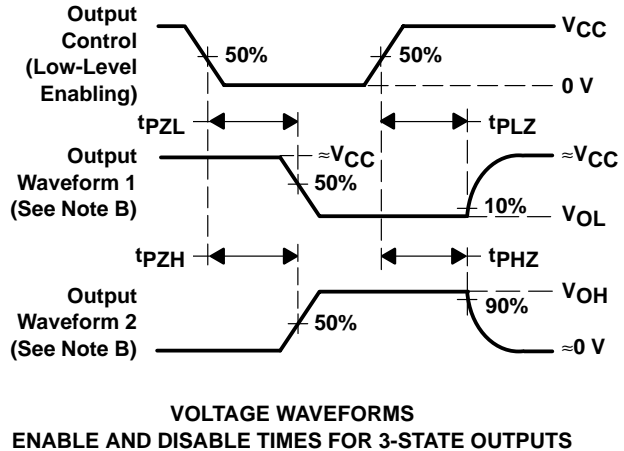 Output
Control
(Low-Level
Enabling)
50%
50%
VCC
0 V
tPZL
tPLZ
Output
Waveform 1
(See Note B)
≈VCC
50%
≈VCC
10%
VOL
tPZH
tPHZ
Output
Waveform 2
(See Note B)
50%
VOH
90%
≈0 V
VOLTAGE WAVEFORMS
ENABLE AND DISABLE TIMES FOR 3-STATE OUTPUTS